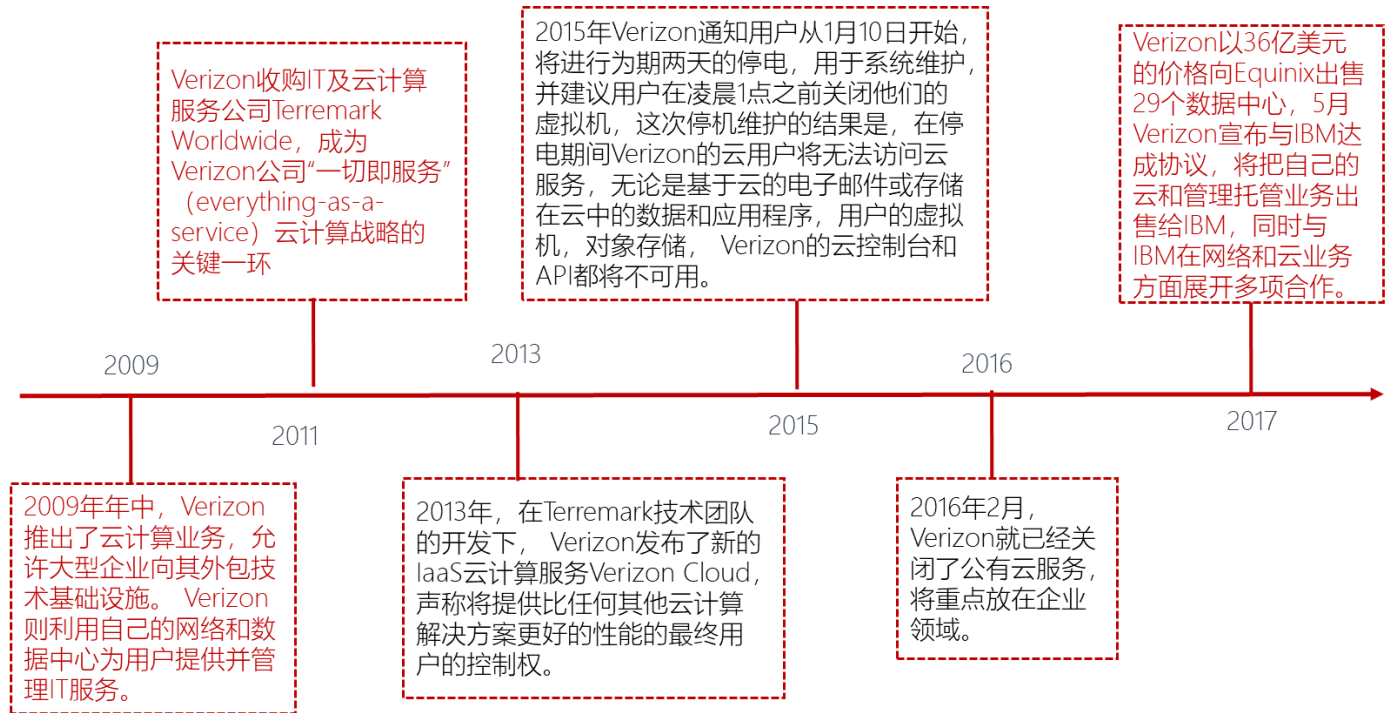 Verizon收购IT及云计算
服务公司Terremark
Worldwide，成为
Verizon公司“一切即服务”
（everything-as-a-
service）云计算战略的
关键一环
2015年Verizon通知用户从1月10日开始，
将进行为期两天的停电，用于系统维护，
并建议用户在凌晨1点之前关闭他们的
虚拟机，这次停机维护的结果是，在停
电期间Verizon的云用户将无法访问云
服务，无论是基于云的电子邮件或存储
在云中的数据和应用程序，用户的虚拟
机，对象存储， Verizon的云控制台和
API都将不可用。
Verizon以36亿美元
的价格向Equinix出售
29个数据中心，5月
Verizon宣布与IBM达
成协议，将把自己的
云和管理托管业务出
售给IBM，同时与
IBM在网络和云业务
方面展开多项合作。
2009
2013
2016
2011
2015
2017
2009年年中，Verizon
推出了云计算业务，允
许大型企业向其外包技
术基础设施。 Verizon
则利用自己的网络和数
据中心为用户提供并管
理IT服务。
2013年，在Terremark技术团队
的开发下， Verizon发布了新的
IaaS云计算服务Verizon Cloud，
声称将提供比任何其他云计算
解决方案更好的性能的最终用
户的控制权。
2016年2月，
Verizon就已经关
闭了公有云服务，
将重点放在企业
领域。